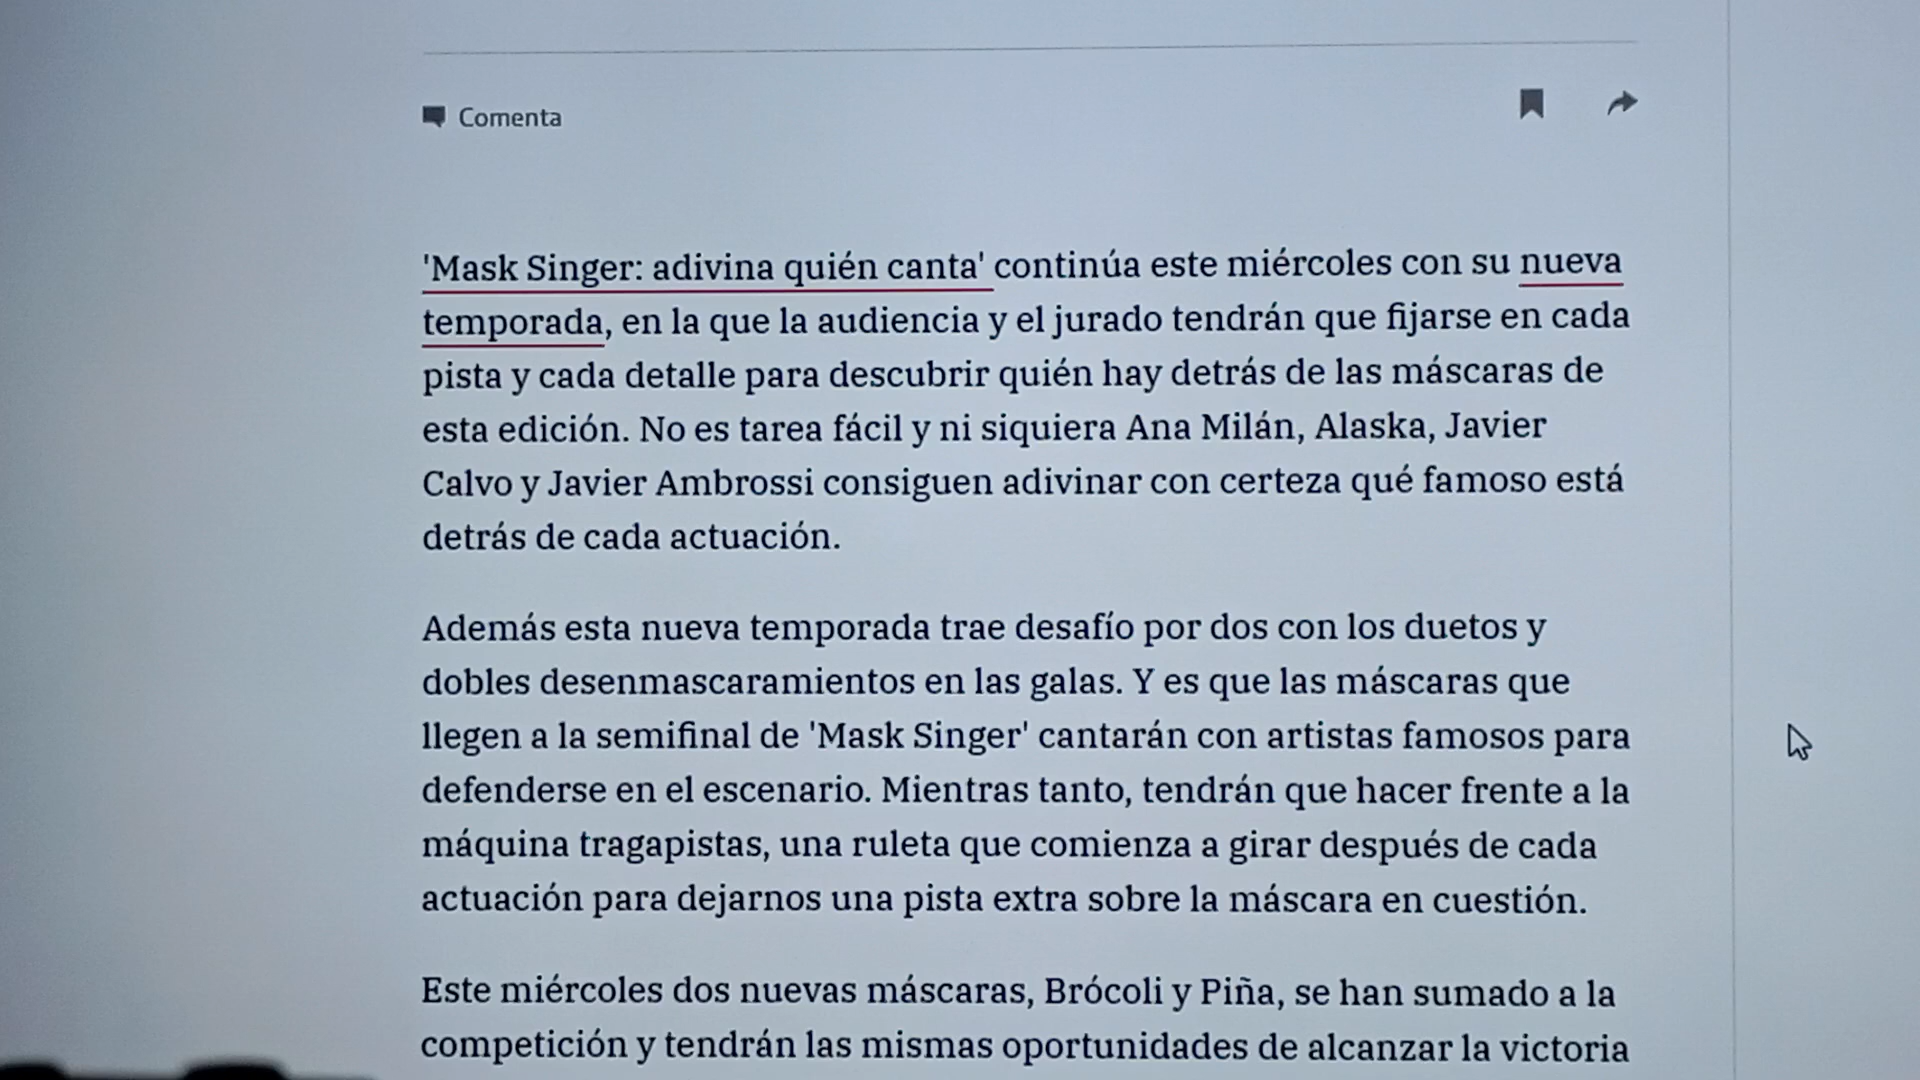 Comenta
'Mask Singer: adivina quién canta' continúa este miércoles con su nueva
temporada, en la que la audiencia y el jurado tendrán que fijarse en cada
pista y cada detalle para descubrir quién hay detrás de las máscaras de
esta edición. No es tarea fácil y ni siquiera Ana Milán, Alaska, Javier
Calvo y Javier Ambrossi consiguen adivinar con certeza qué famoso está
detrás de cada actuación.
Además esta nueva temporada trae desafío por dos con los duetos y
dobles desenmascaramientos en las galas. Y es que las máscaras que
llegen a la semifinal de 'Mask Singer' cantarán con artistas famosos para
defenderse en el escenario. Mientras tanto, tendrán que hacer frente a la
máquina tragapistas, una ruleta que comienza a girar después de cada
actuación para dejarnos una pista extra sobre la máscara en cuestión.
Este miércoles dos nuevas máscaras, Brócoli y Piña, se han sumado a la
competición y tendrán las mismas oportunidades de alcanzar la victoria